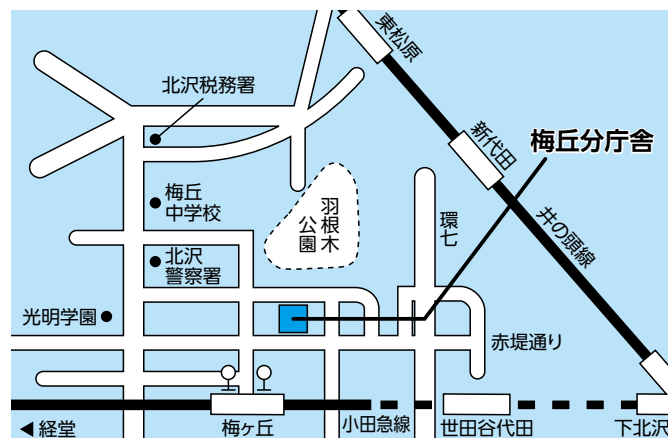 東松原
北沢税務署
新代田
梅丘分庁舎
梅丘
中学校
羽根木
公園
環七
井の頭線
北沢
警察署
光明学園
赤堤通り
経堂
梅ヶ丘
小田急線
世田谷代田
下北沢